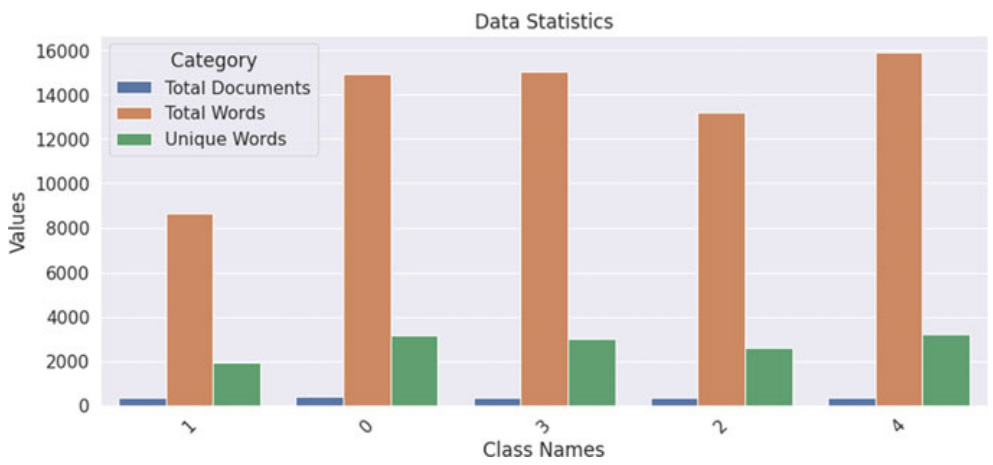 Data Statistics
Category
Total Documents
Total Words
Unique Words
16000
14000
12000
10000
8000
6000
4000
2000
0
Values
1 0 3 2 4
Class Names